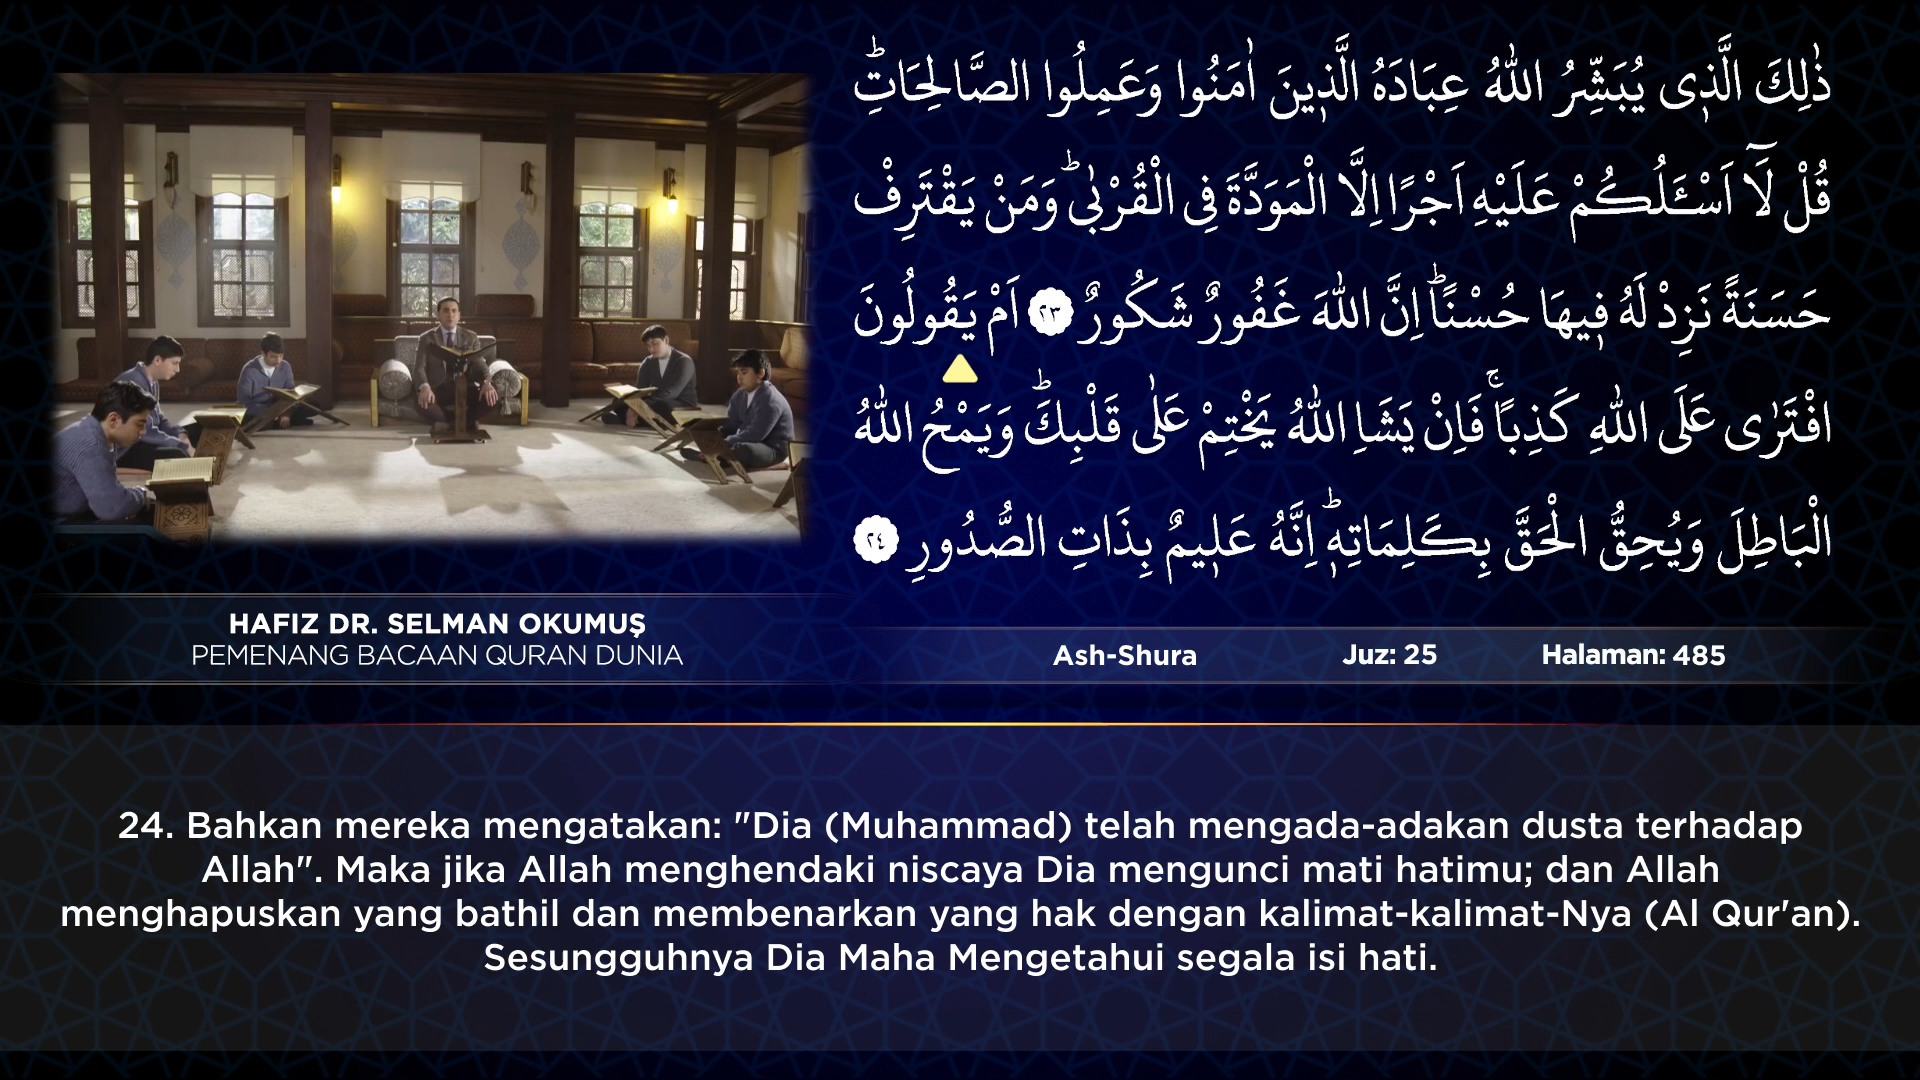 ذٰلِكَ الَّذ۪ى يُبَشِّرُ اللّٰهُ عِبَادَهُ الَّذ۪ينَ اٰمَنُوا وَعَمِلُوا الصَّالِحَاتِۜ
قُلْ لَٓا اَسْـَٔلُكُمْ عَلَيْهِ اَجْرًا اِلَّا الْمَوَدَّةَ فِى الْقُرْبٰىۜ وَمَنْ يَقْتَرِفْ
حَسَنَةً نَزِدْ لَهُ ف۪يهَا حُسْنًاۜ اِنَّ اللّٰهَ غَفُورٌ شَكُورٌ ٢٣ اَمْ يَقُولُونَ
افْتَرٰى عَلَى اللّٰهِ كَذِبًاۚ فَاِنْ يَشَاِ اللّٰهُ يَخْتِمْ عَلٰى قَلْبِكَۜ وَيَمْحُ اللّٰهُ
الْبَاطِلَ وَيُحِقُّ الْحَقَّ بِكَلِمَاتِه۪ۜ اِنَّهُ عَل۪يمٌ بِذَاتِ الصُّدُورِ ٢٤
HAFIZ DR. SELMAN OKUMUŞ
PEMENANG BACAAN QURAN DUNIA
Ash-Shura Juz: 25 Halaman: 485
24. Bahkan mereka mengatakan: "Dia (Muhammad) telah mengada-adakan dusta terhadap
Allah". Maka jika Allah menghendaki niscaya Dia mengunci mati hatimu; dan Allah
menghapuskan yang bathil dan membenarkan yang hak dengan kalimat-kalimat-Nya (Al Qur'an).
Sesungguhnya Dia Maha Mengetahui segala isi hati.